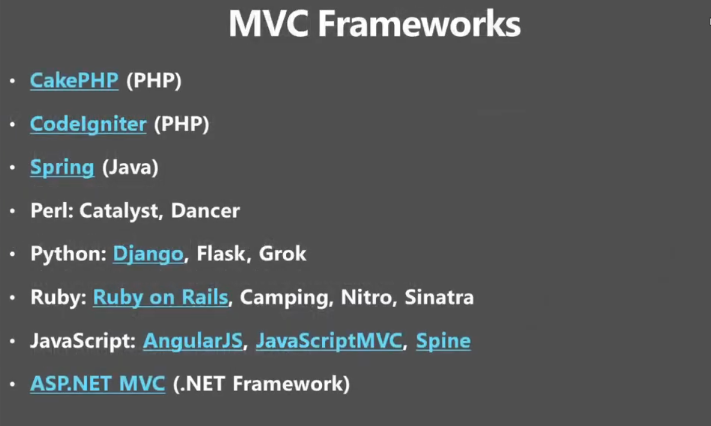 MVC Frameworks
• CakePHP (PHP)
• CodeIgniter (PHP)
• Spring (Java)
• Perl: Catalyst, Dancer
• Python: Django, Flask, Grok
• Ruby: Ruby on Rails, Camping, Nitro, Sinatra
• JavaScript: AngularJS, JavaScriptMVC, Spine
• ASP.NET MVC (.NET Framework)